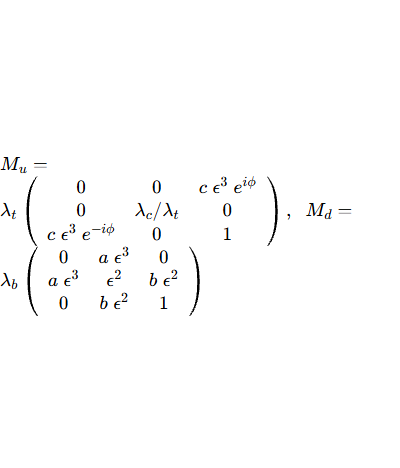 M_u =
λ_t ( 0 0 c ϵ^3 e^{iϕ}
0 λ_c/λ_t 0
c ϵ^3 e^{−iϕ} 0 1 ) , M_d =
λ_b ( 0 a ϵ^3 0
a ϵ^3 ϵ^2 b ϵ^2
0 b ϵ^2 1 )